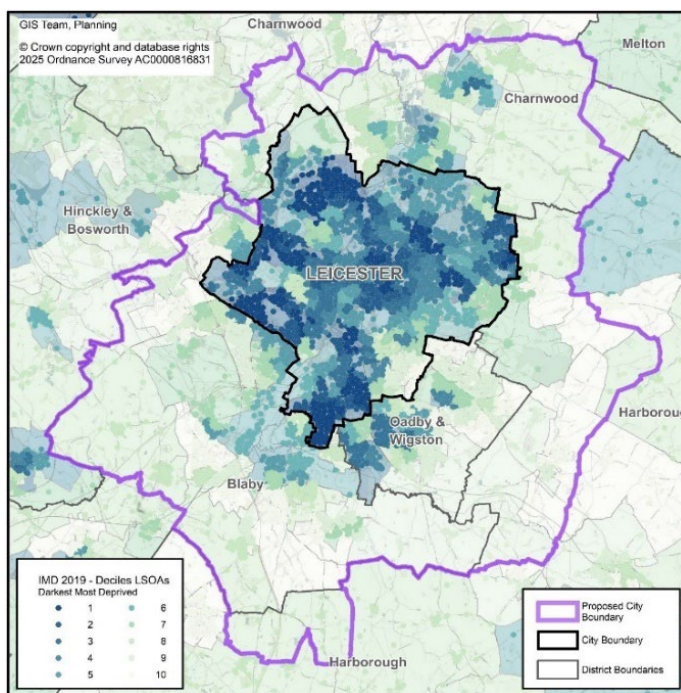 GIS Team, Planning
© Crown copyright and database rights
2025 Ordnance Survey AC0000816831
Charnwood
Melton
Charnwood
Hinckley &
Bosworth
LEICESTER
Oadby &
Wigston
Harborough
Blaby
Harborough
IMD 2019 - Deciles LSOAs
Darkest Most Deprived
1 6
2 7
3 8
4 9
5 10
Proposed City
Boundary
City Boundary
District Boundaries